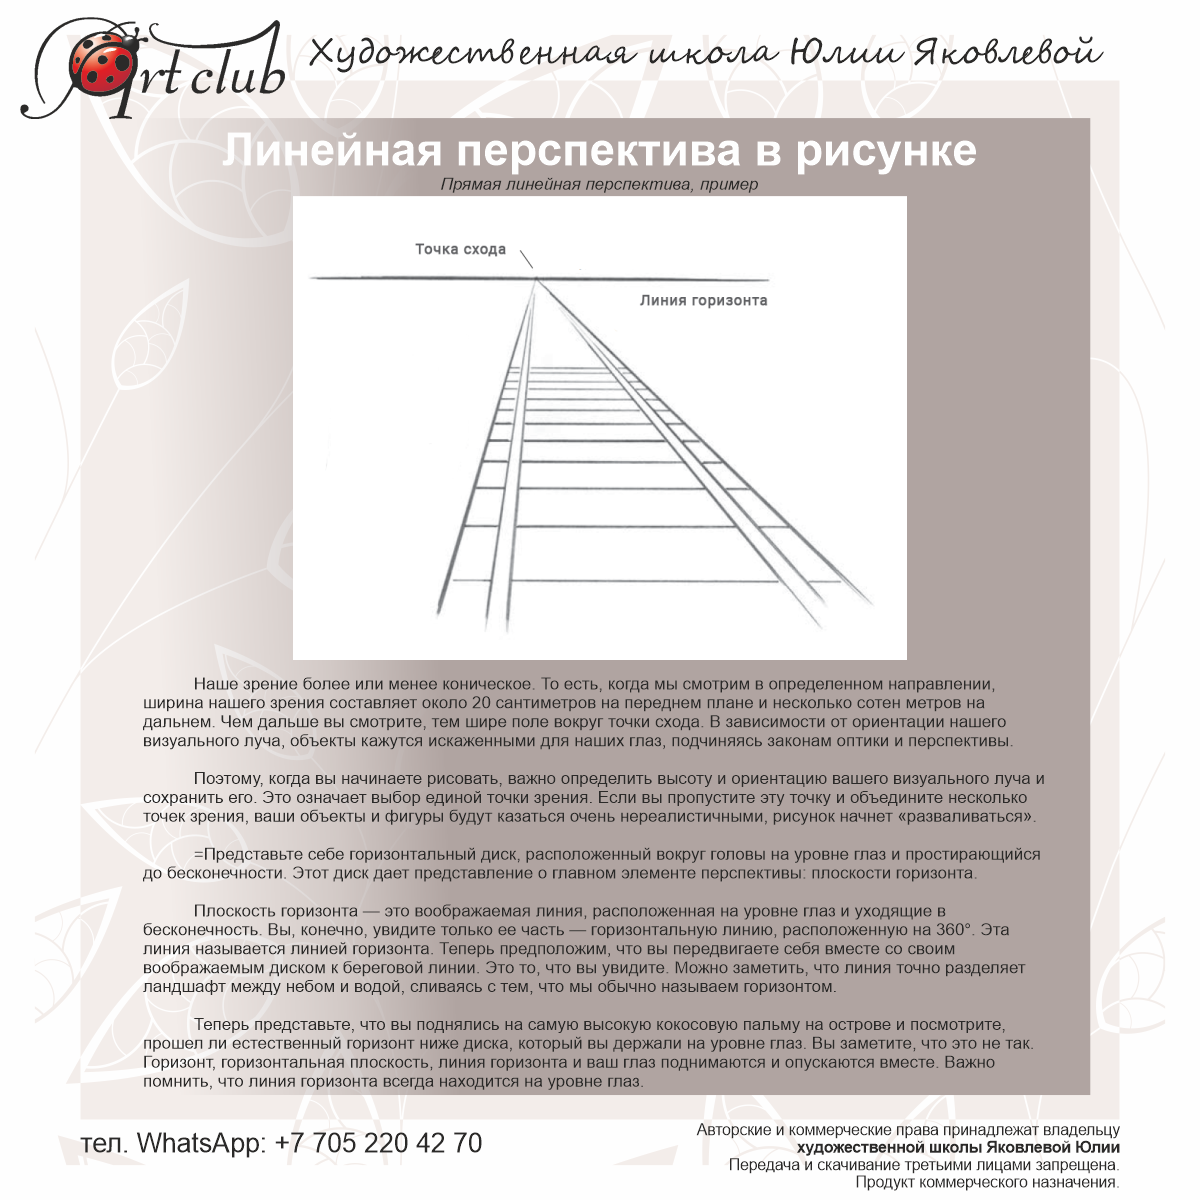 Art club
Художественная школа Юлии Яковлевой
Линейная перспектива в рисунке
Прямая линейная перспектива, пример
Точка схода
Линия горизонта
Наше зрение более или менее коническое. То есть, когда мы смотрим в определенном направлении,
ширина нашего зрения составляет около 20 сантиметров на переднем плане и несколько сотен метров на
дальнем. Чем дальше вы смотрите, тем шире поле вокруг точки схода. В зависимости от ориентации нашего
визуального луча, объекты кажутся искаженными для наших глаз, подчиняясь законам оптики и перспективы.
Поэтому, когда вы начинаете рисовать, важно определить высоту и ориентацию вашего визуального луча и
сохранить его. Это означает выбор единой точки зрения. Если вы пропустите эту точку и объедините несколько
точек зрения, ваши объекты и фигуры будут казаться очень нереалистичными, рисунок начнет «разваливаться».
=Представьте себе горизонтальный диск, расположенный вокруг головы на уровне глаз и простирающийся
до бесконечности. Этот диск дает представление о главном элементе перспективы: плоскости горизонта.
Плоскость горизонта — это воображаемая линия, расположенная на уровне глаз и уходящие в
бесконечность. Вы, конечно, увидите только ее часть — горизонтальную линию, расположенную на 360°. Эта
линия называется линией горизонта. Теперь предположим, что вы передвигаете себя вместе со своим
воображаемым диском к береговой линии. Это то, что вы увидите. Можно заметить, что линия точно разделяет
ландшафт между небом и водой, сливаясь с тем, что мы обычно называем горизонтом.
Теперь представьте, что вы поднялись на самую высокую кокосовую пальму на острове и посмотрите,
прошел ли естественный горизонт ниже диска, который вы держали на уровне глаз. Вы заметите, что это не так.
Горизонт, горизонтальная плоскость, линия горизонта и ваш глаз поднимаются и опускаются вместе. Важно
помнить, что линия горизонта всегда находится на уровне глаз.
тел. WhatsApp: +7 705 220 42 70
Авторские и коммерческие права принадлежат владельцу
художественной школы Яковлевой Юлии
Передача и скачивание третьими лицами запрещена.
Продукт коммерческого назначения.